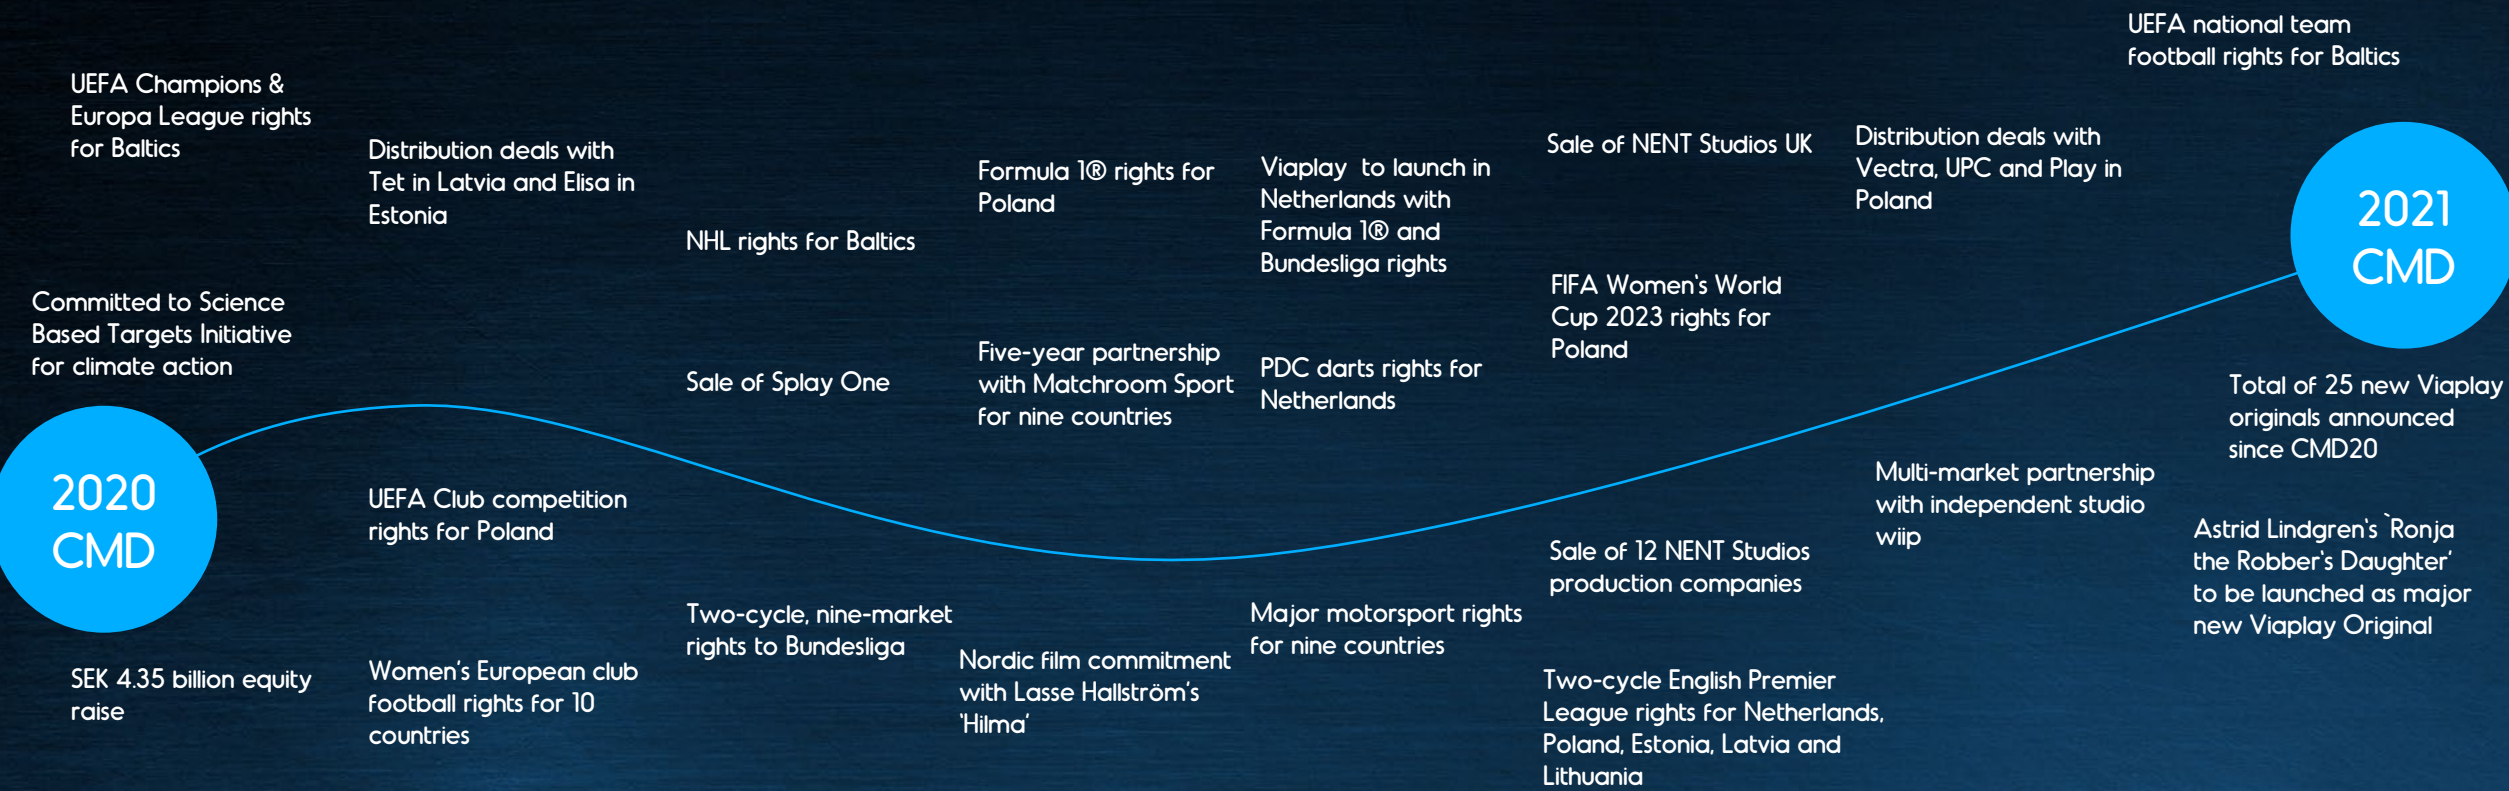 UEFA Champions &
Europa League rights
for Baltics
Committed to Science
Based Targets Initiative
for climate action
2020
CMD
SEK 4.35 billion equity
raise
Distribution deals with
Tet in Latvia and Elisa in
Estonia
UEFA Club competition
rights for Poland
Women's European club
football rights for 10
countries
NHL rights for Baltics
Sale of Splay One
Two-cycle, nine-market
rights to Bundesliga
Formula 1® rights for
Poland
Five-year partnership
with Matchroom Sport
for nine countries
Nordic film commitment
with Lasse Hallström's
‛Hilma’
Viaplay  to launch in
Netherlands with
Formula 1® and
Bundesliga rights
PDC darts rights for
Netherlands
Major motorsport rights
for nine countries
Sale of NENT Studios UK
FIFA Women's World
Cup 2023 rights for
Poland
Sale of 12 NENT Studios
production companies
Two-cycle English Premier
League rights for Netherlands,
Poland, Estonia, Latvia and
Lithuania
Distribution deals with
Vectra, UPC and Play in
Poland
Multi-market partnership
with independent studio
wiip
UEFA national team
football rights for Baltics
2021
CMD
Total of 25 new Viaplay
originals announced
since CMD20
Astrid Lindgren's `Ronja
the Robber's Daughter'
to be launched as major
new Viaplay Original